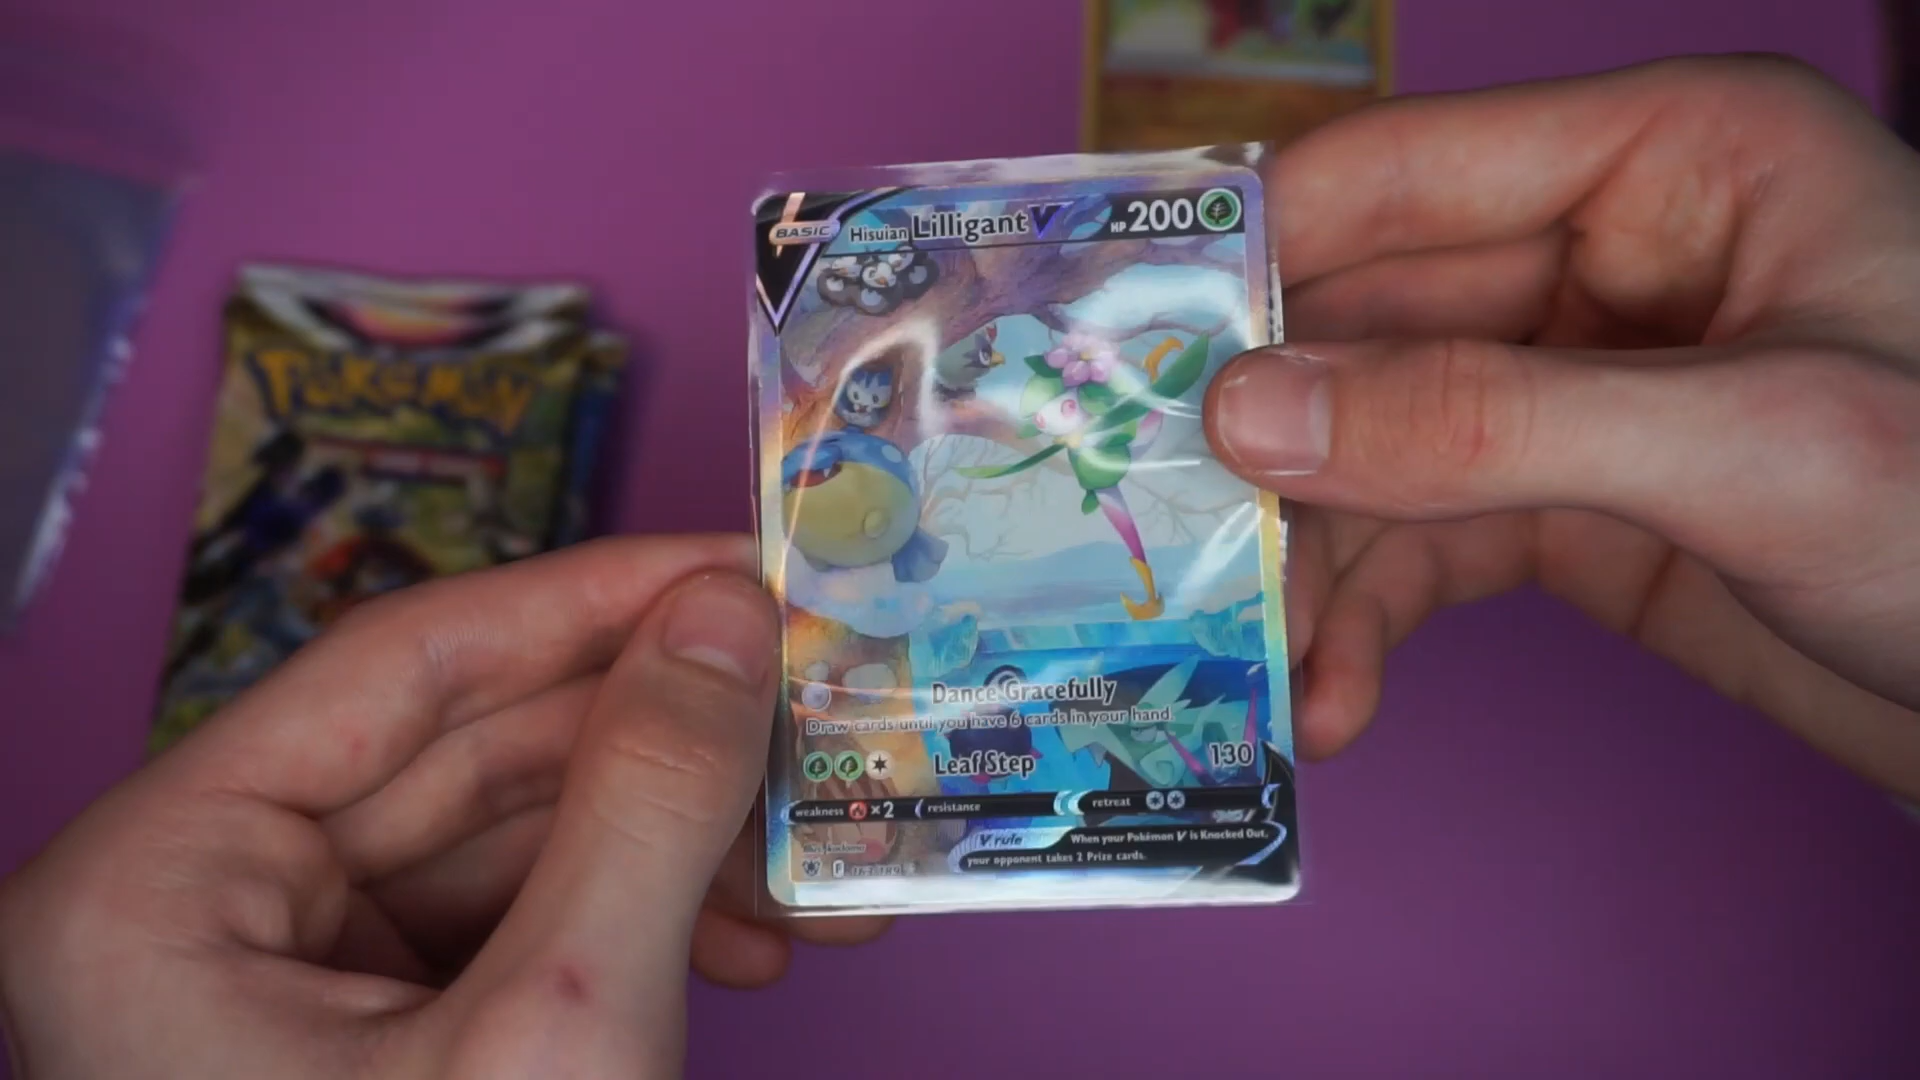 POKÉMON
BASIC
Hisuian Lilligant V HP 200
Dance Gracefully
Draw cards until you have 6 cards in your hand.
Leaf Step 130
weakness ×2 resistance retreat
V rule When your Pokémon V is Knocked Out,
your opponent takes 2 Prize cards.
F 163/189